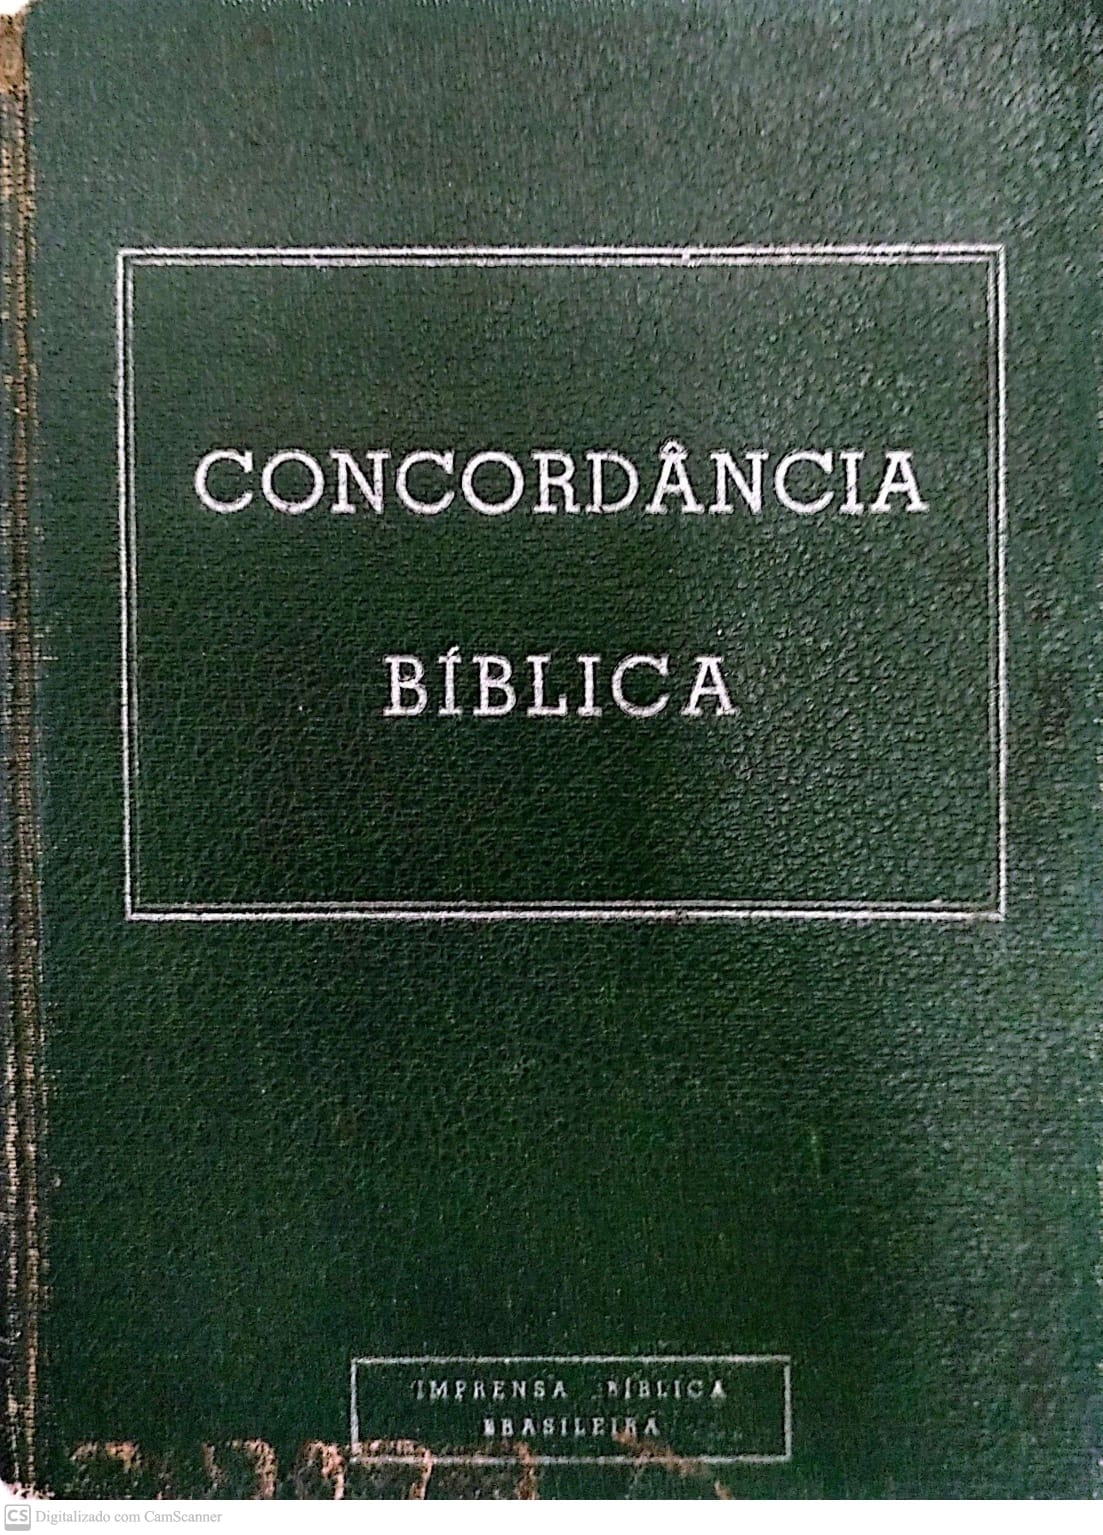 CONCORDÂNCIA
BÍBLICA
IMPRENSA BÍBLICA
BRASILEIRA
CS Digitalizado com CamScanner